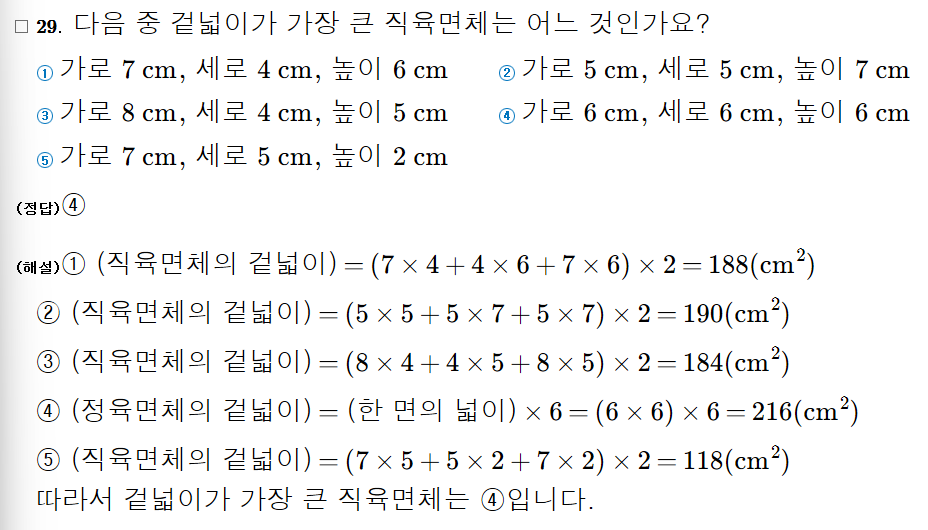 □ 29. 다음 중 겉넓이가 가장 큰 직육면체는 어느 것인가요?
① 가로 7 cm, 세로 4 cm, 높이 6 cm ② 가로 5 cm, 세로 5 cm, 높이 7 cm
③ 가로 8 cm, 세로 4 cm, 높이 5 cm ④ 가로 6 cm, 세로 6 cm, 높이 6 cm
⑤ 가로 7 cm, 세로 5 cm, 높이 2 cm
(정답)④
(해설)① (직육면체의 겉넓이)=(7×4+4×6+7×6)×2=188(cm²)
② (직육면체의 겉넓이)=(5×5+5×7+5×7)×2=190(cm²)
③ (직육면체의 겉넓이)=(8×4+4×5+8×5)×2=184(cm²)
④ (정육면체의 겉넓이)=(한 면의 넓이)×6=(6×6)×6=216(cm²)
⑤ (직육면체의 겉넓이)=(7×5+5×2+7×2)×2=118(cm²)
따라서 겉넓이가 가장 큰 직육면체는 ④입니다.